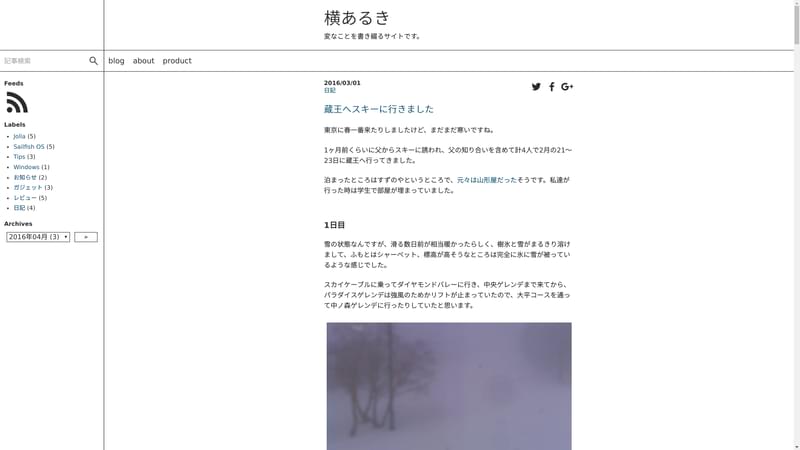 横あるき
変なことを書き綴るサイトです。
記事検索
blog about product
Feeds
Labels
Jolla (5)
Sailfish OS (5)
Tips (3)
Windows (1)
お知らせ (2)
ガジェット (3)
レビュー (5)
日記 (4)
Archives
2016年04月 (3)
»
2016/03/01
日記
蔵王へスキーに行きました
東京に春一番来たりしましたけど、まだまだ寒いですね。
1ヶ月前くらいに父からスキーに誘われ、父の知り合いを含めて計4人で2月の21〜
23日に蔵王へ行ってきました。
泊まったところはすずのやというところで、元々は山形屋だったそうです。私達が
行った時は学生で部屋が埋まっていました。
1日目
雪の状態なんですが、滑る数日前が相当暖かったらしく、樹氷と雪がまるきり溶け
まして、ふもとはシャーベット、標高が高そうなところは完全に氷に雪が被ってい
るような感じでした。
スカイケーブルに乗ってダイヤモンドバレーに行き、中央ゲレンデまで来てから、
パラダイスゲレンデは強風のためかリフトが止まっていたので、大平コースを通っ
て中ノ森ゲレンデに行ったりしていたと思います。